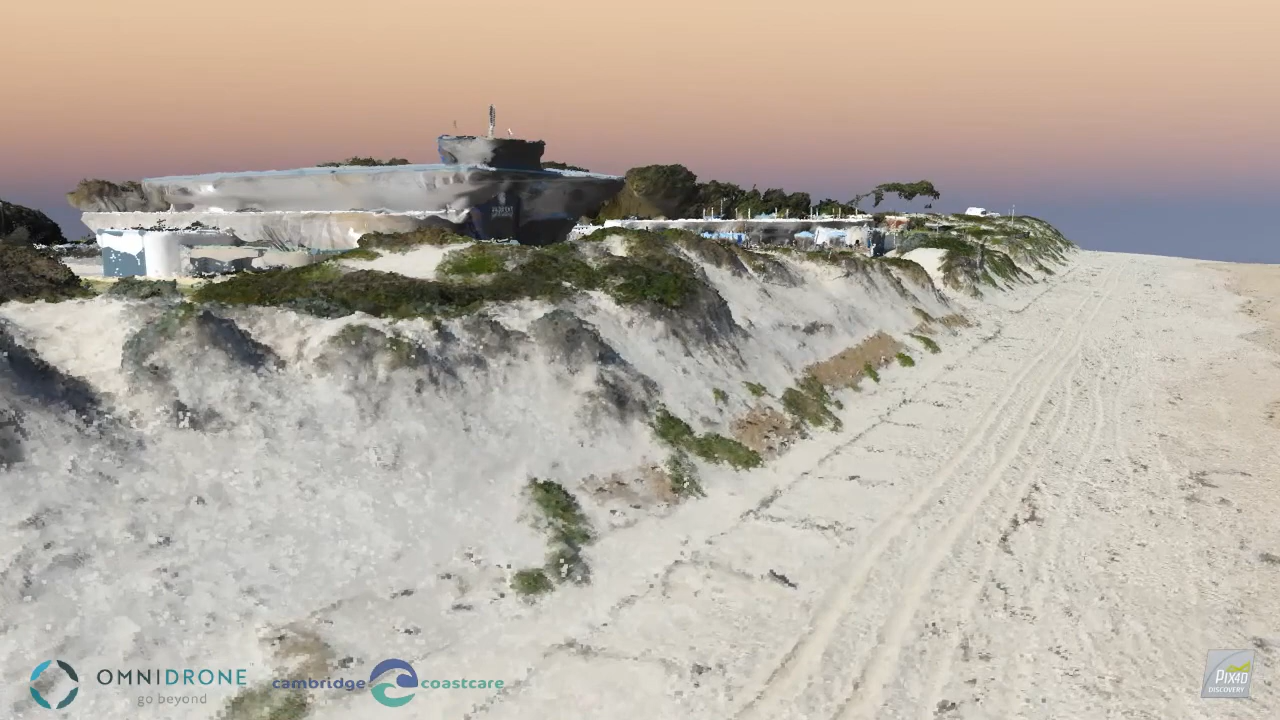 OMNIDRONE
go beyond
cambridge coastcare
PIX4D
DISCOVERY